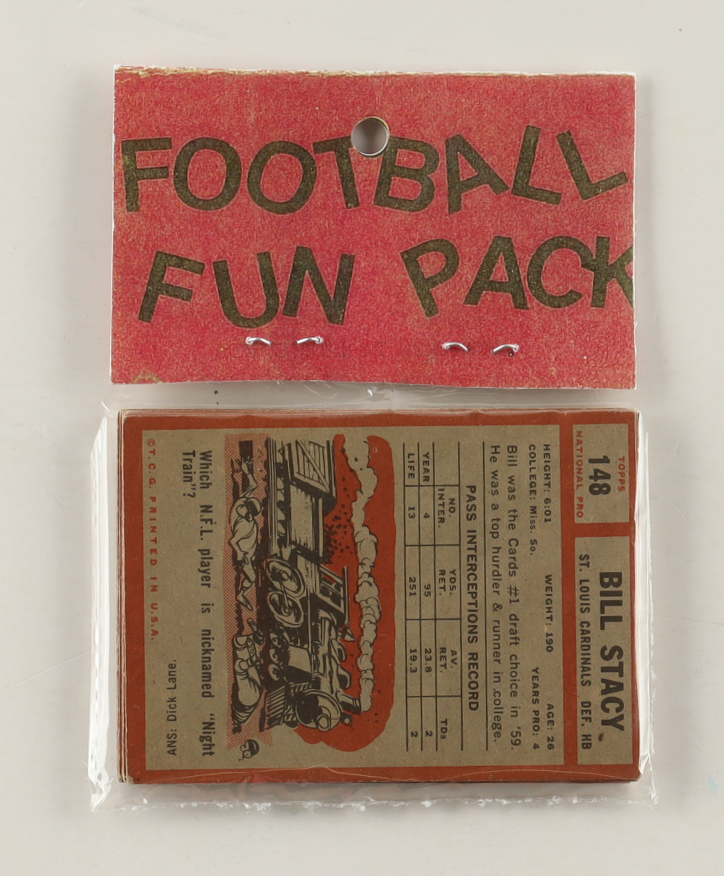 FOOTBALL
FUN PACK
TOPPS
148
NATIONAL PRO
BILL STACY
ST. LOUIS CARDINALS DEF. HB
HEIGHT: 6:01 WEIGHT: 190 AGE: 26
COLLEGE: Miss. So. YEARS PRO: 4
Bill was the Cards #1 draft choice in '59.
He was a top hurdler & runner in college.
PASS INTERCEPTIONS RECORD
NO. YDS. AV.
INTER. RET. RET. TDs
YEAR 4 95 23.8 2
LIFE 13 251 19.3 2
Which N.F.L. player is nicknamed "Night
Train"?
ANS: Dick Lane.
©T.C.G. PRINTED IN U.S.A.